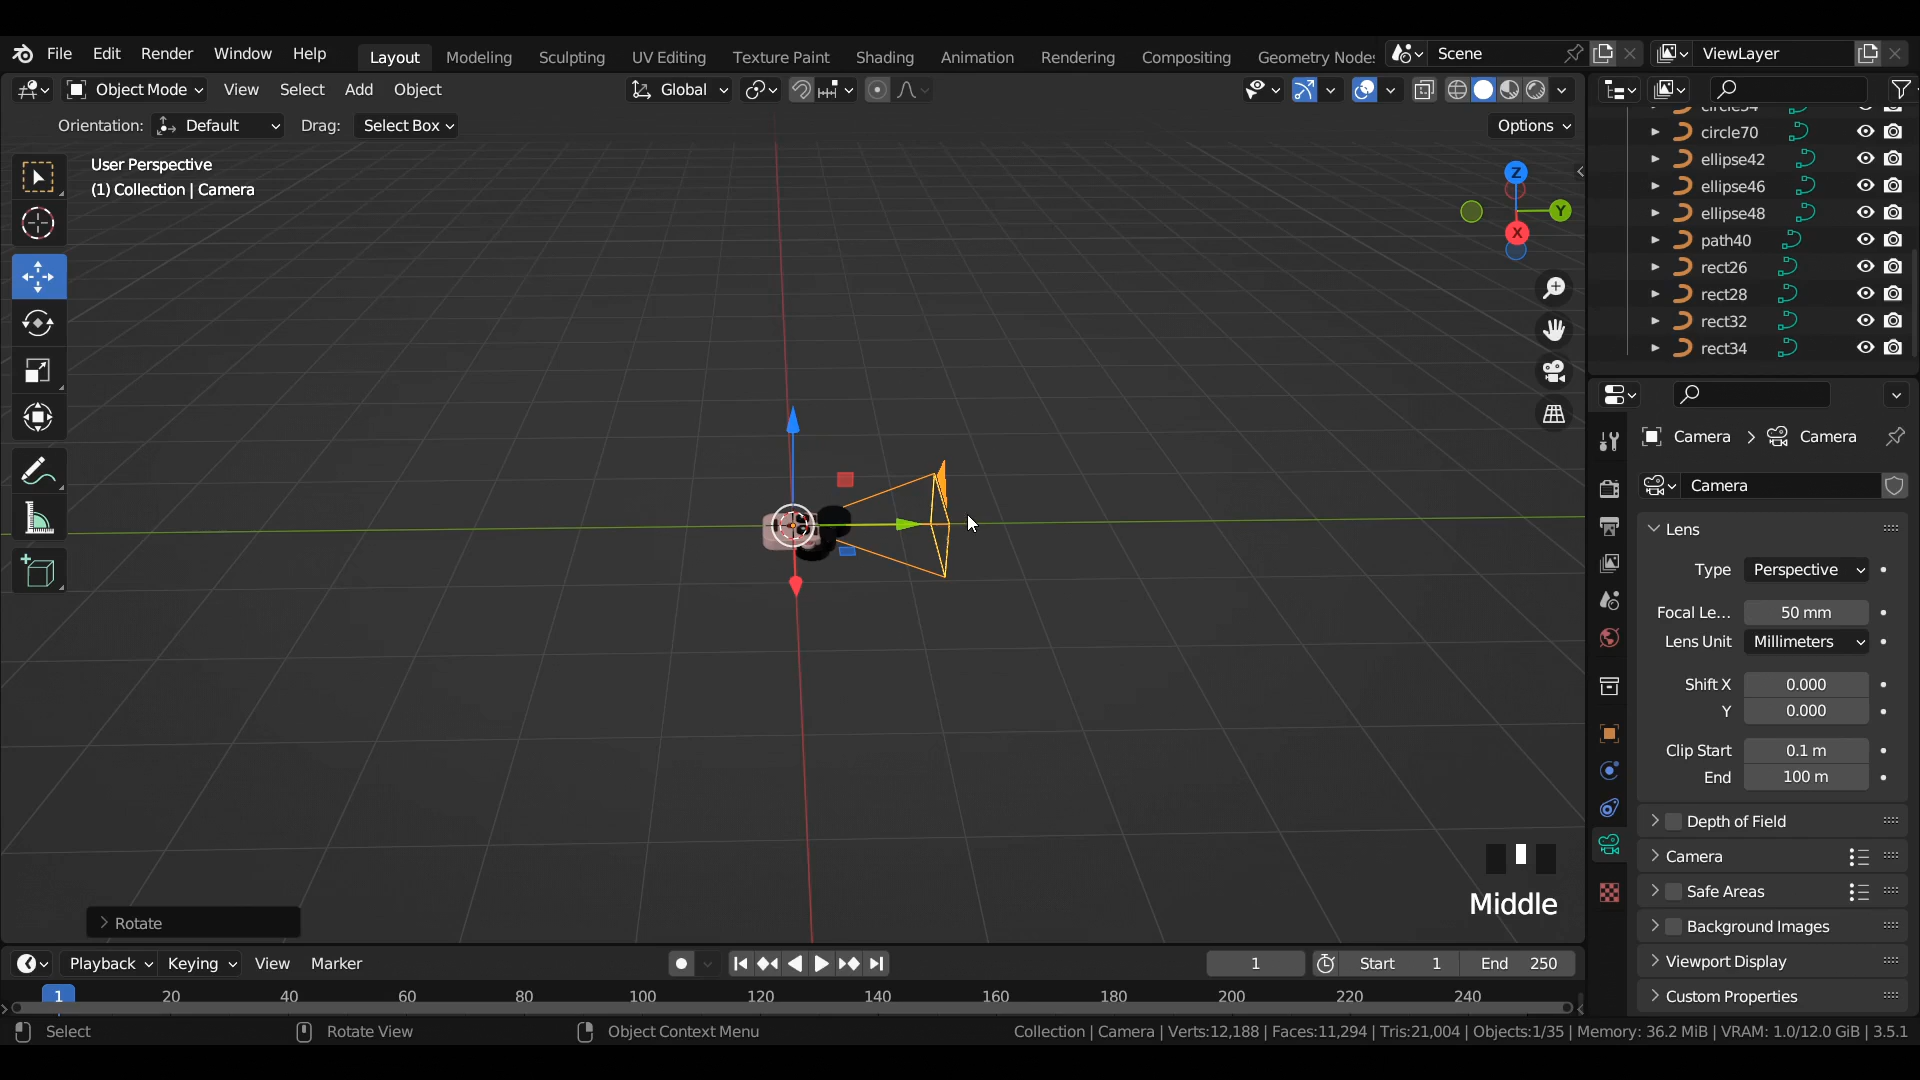 File Edit Render Window Help
Layout Modeling Sculpting UV Editing Texture Paint Shading Animation Rendering Compositing Geometry Nodes
Scene
ViewLayer
Object Mode View Select Add Object
Global
Orientation: Default Drag: Select Box
Options
User Perspective
(1) Collection | Camera
Z
Y
X
circle70
ellipse42
ellipse46
ellipse48
path40
rect26
rect28
rect32
rect34
Camera > Camera
Camera
Lens
Type Perspective
Focal Le... 50 mm
Lens Unit Millimeters
Shift X 0.000
Y 0.000
Clip Start 0.1 m
End 100 m
Depth of Field
Camera
Safe Areas
Background Images
Viewport Display
Custom Properties
Middle
Rotate
Playback Keying View Marker
1
Start 1
End 250
1 20 40 60 80 100 120 140 160 180 200 220 240
Select
Rotate View
Object Context Menu
Collection | Camera | Verts:12,188 | Faces:11,294 | Tris:21,004 | Objects:1/35 | Memory: 36.2 MiB | VRAM: 1.0/12.0 GiB | 3.5.1